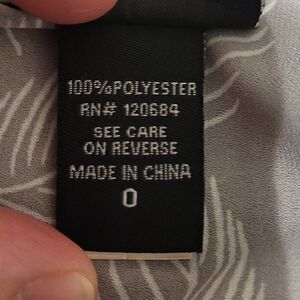 100%POLYESTER
RN# 120684
SEE CARE
ON REVERSE
MADE IN CHINA
0